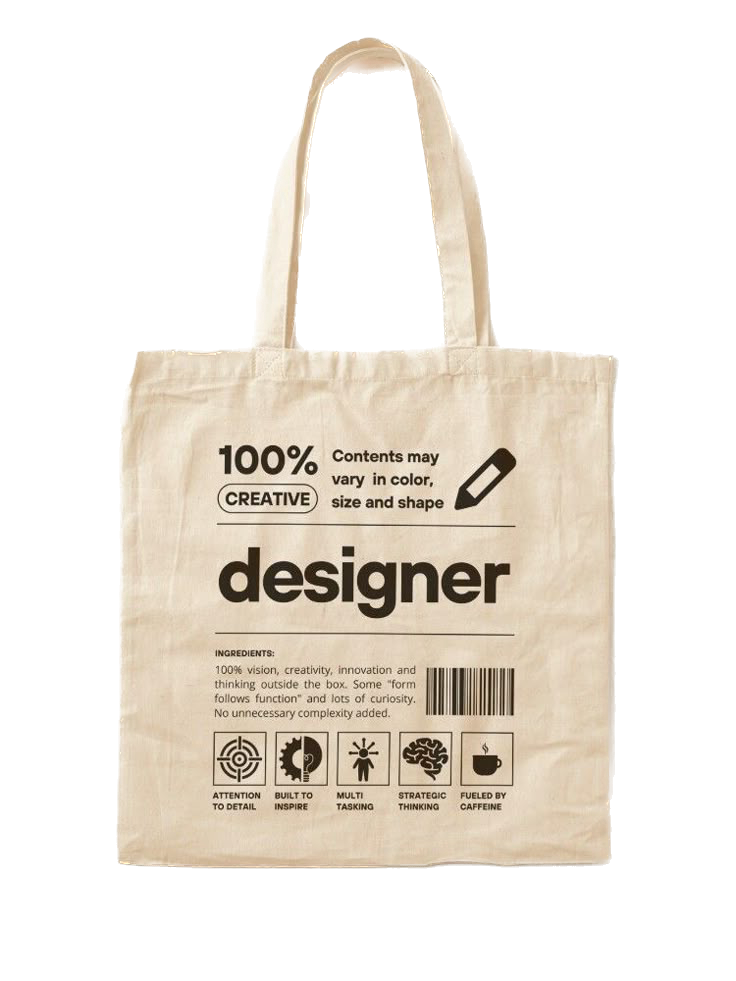 100%
CREATIVE
Contents may
vary in color,
size and shape
designer
INGREDIENTS:
100% vision, creativity, innovation and
thinking outside the box. Some "form
follows function" and lots of curiosity.
No unnecessary complexity added.
ATTENTION
TO DETAIL
BUILT TO
INSPIRE
MULTI
TASKING
STRATEGIC
THINKING
FUELED BY
CAFFEINE